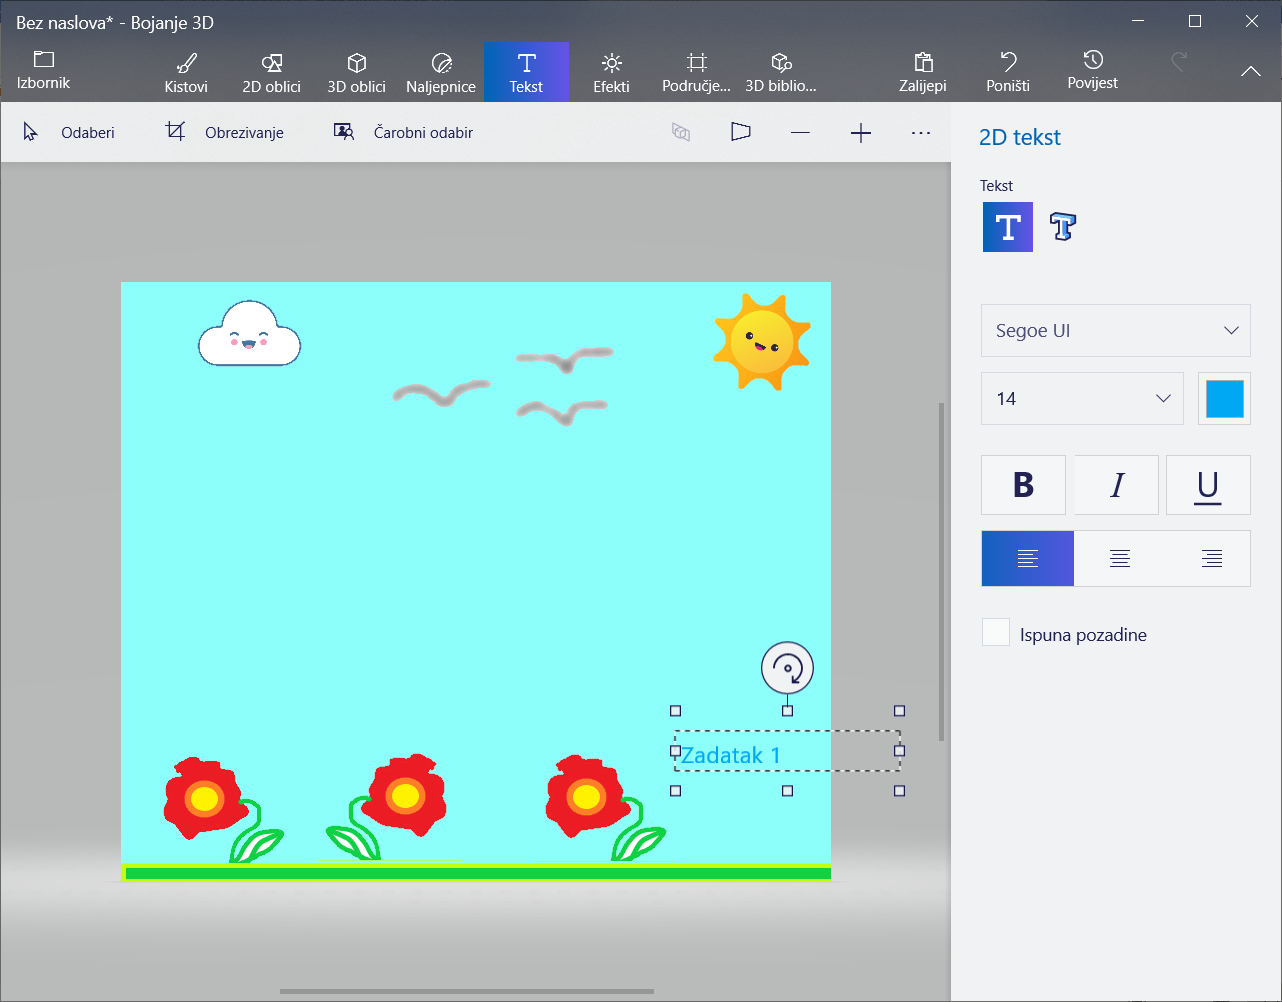 Bez naslova* - Bojanje 3D
Izbornik
Kistovi
2D oblici
3D oblici
Naljepnice
Tekst
Efekti
Područje...
3D biblio...
Zalijepi
Poništi
Povijest
Odaberi
Obrezivanje
Čarobni odabir
2D tekst
Tekst
Segoe UI
14
B
I
U
Ispuna pozadine
Zadatak 1